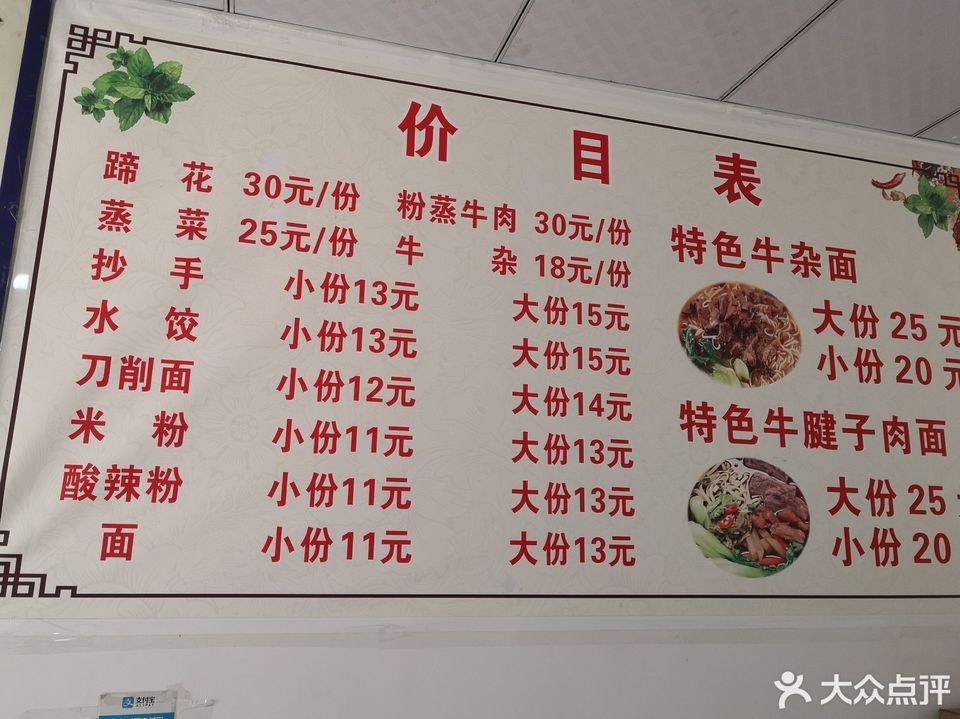 价目表
蹄花 30元/份 粉蒸牛肉 30元/份
蒸菜 25元/份 牛杂 18元/份
抄手 小份13元 大份15元
水饺 小份13元 大份15元
刀削面 小份12元 大份14元
米粉 小份11元 大份13元
酸辣粉 小份11元 大份13元
面 小份11元 大份13元
特色牛杂面
大份 25 元
小份 20 元
特色牛腱子肉面
大份 25
小份 20
支付宝
ALIPAY
大众点评